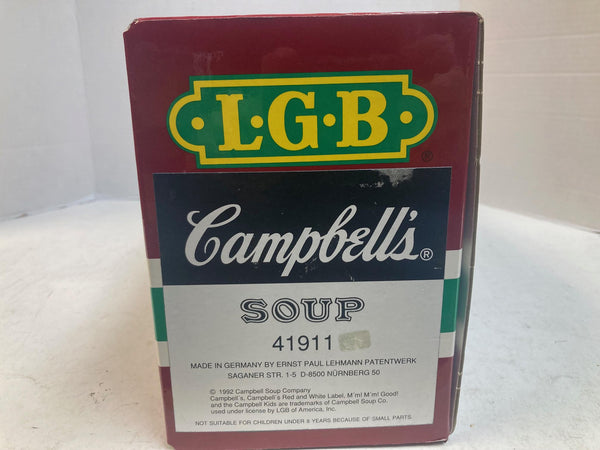 L·G·B
®
Campbell's®
SOUP
41911
MADE IN GERMANY BY ERNST PAUL LEHMANN PATENTWERK
SAGANER STR. 1-5 D-8500 NÜRNBERG 50
© 1992 Campbell Soup Company
Campbell's, Campbell's Red and White Label, M'm! M'm! Good!
and the Campbell Kids are trademarks of Campbell Soup Co.
used under license by LGB of America, Inc.
NOT SUITABLE FOR CHILDREN UNDER 8 YEARS BECAUSE OF SMALL PARTS.